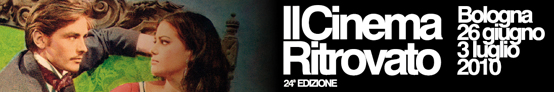 Il Cinema
Ritrovato
24ª EDIZIONE
Bologna
26 giugno
3 luglio
2010